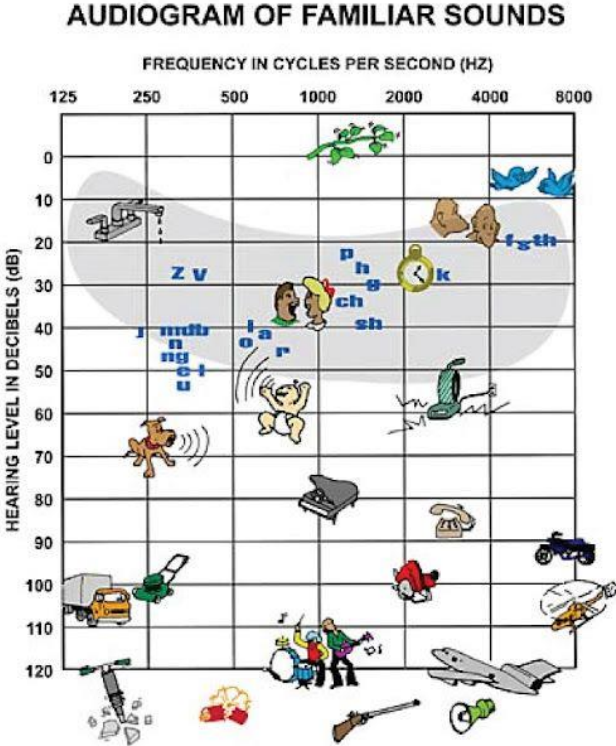 AUDIOGRAM OF FAMILIAR SOUNDS
FREQUENCY IN CYCLES PER SECOND (HZ)
125 250 500 1000 2000 4000 8000
HEARING LEVEL IN DECIBELS (dB)
0
10
20
30
40
50
60
70
80
90
100
110
120
f s th
p
h
z v
g
k
ch
sh
j mdb
i
a
n
o
r
ng
e l
u